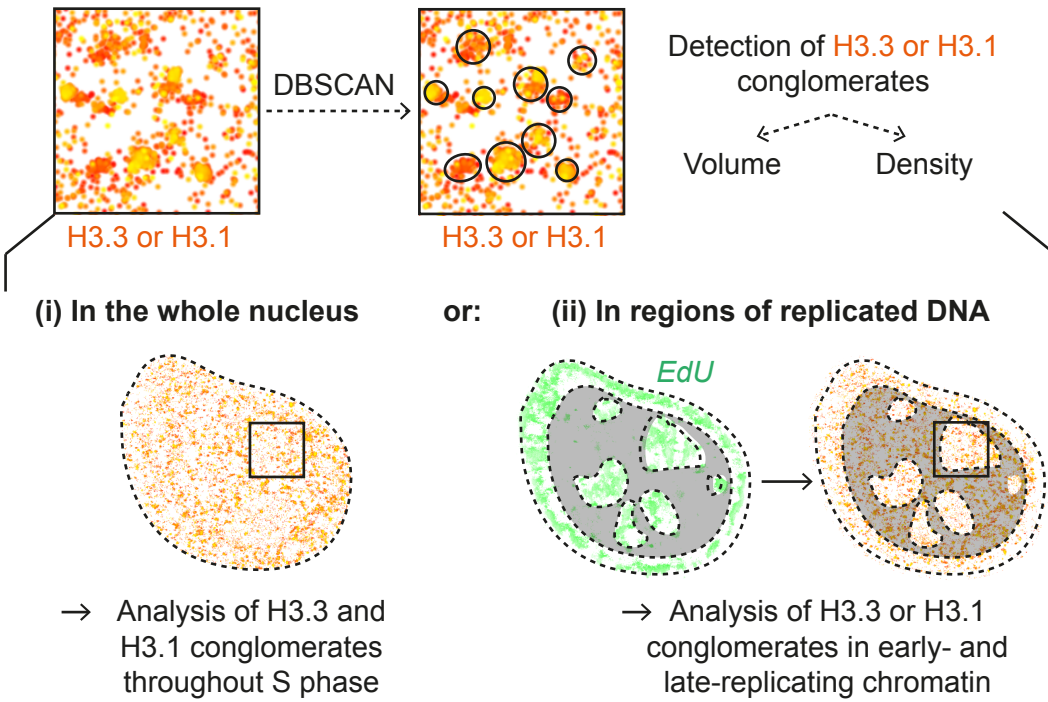 DBSCAN
Detection of H3.3 or H3.1
conglomerates
Volume
Density
H3.3 or H3.1
H3.3 or H3.1
(i) In the whole nucleus
or:
(ii) In regions of replicated DNA
EdU
→ Analysis of H3.3 and
H3.1 conglomerates
throughout S phase
→ Analysis of H3.3 or H3.1
conglomerates in early- and
late-replicating chromatin